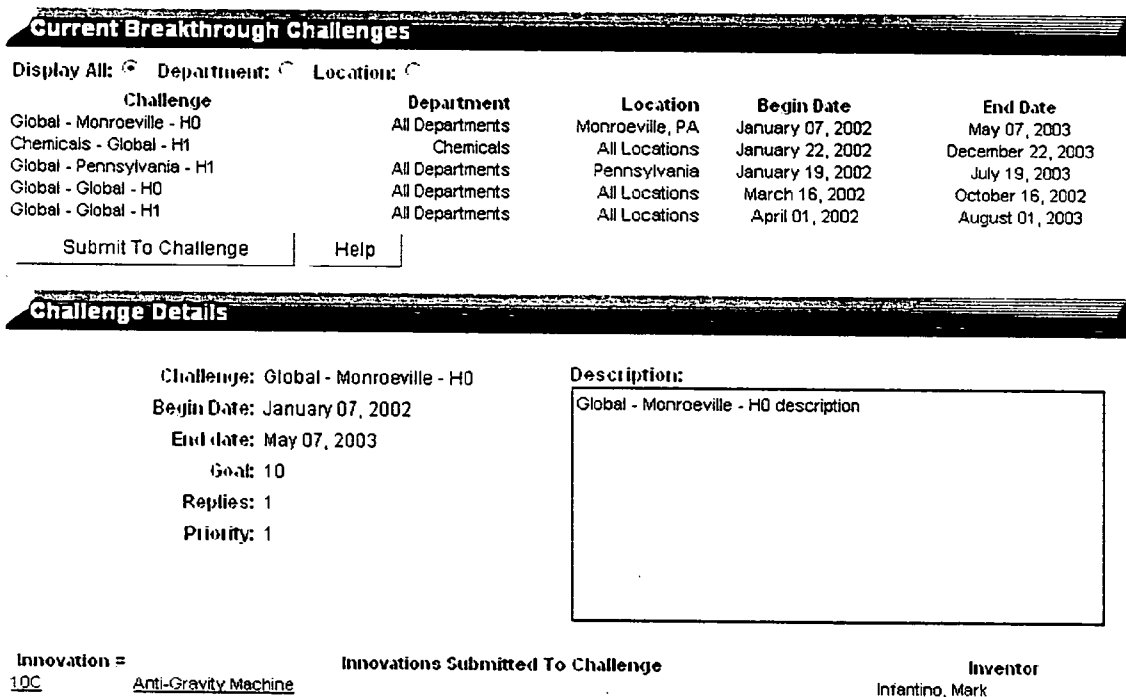 Current Breakthrough Challenges
Display All: Department: Location:
Challenge Department Location Begin Date End Date
Global - Monroeville - H0 All Departments Monroeville, PA January 07, 2002 May 07, 2003
Chemicals - Global - H1 Chemicals All Locations January 22, 2002 December 22, 2003
Global - Pennsylvania - H1 All Departments Pennsylvania January 19, 2002 July 19, 2003
Global - Global - H0 All Departments All Locations March 16, 2002 October 16, 2002
Global - Global - H1 All Departments All Locations April 01, 2002 August 01, 2003
Submit To Challenge Help
Challenge Details
Challenge: Global - Monroeville - H0
Begin Date: January 07, 2002
End date: May 07, 2003
Goal: 10
Replies: 1
Priority: 1
Description:
Global - Monroeville - H0 description
Innovation = Innovations Submitted To Challenge Inventor
10C Anti-Gravity Machine Infantino, Mark